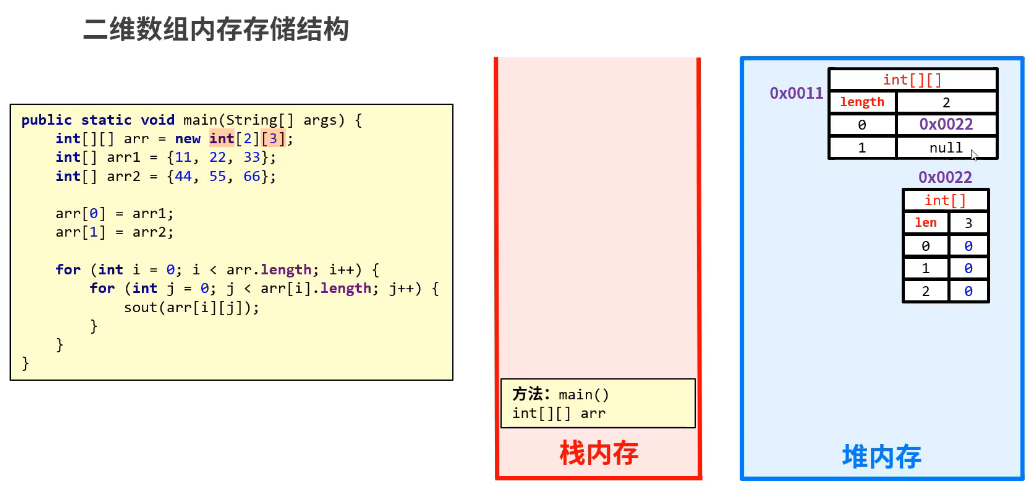 二维数组内存存储结构
public static void main(String[] args) {
int[][] arr = new int[2][3];
int[] arr1 = {11, 22, 33};
int[] arr2 = {44, 55, 66};
arr[0] = arr1;
arr[1] = arr2;
for (int i = 0; i < arr.length; i++) {
for (int j = 0; j < arr[i].length; j++) {
sout(arr[i][j]);
}
}
}
方法: main()
int[][] arr
栈内存
0x0011
int[][]
length 2
0 0x0022
1 null
0x0022
int[]
len 3
0 0
1 0
2 0
堆内存